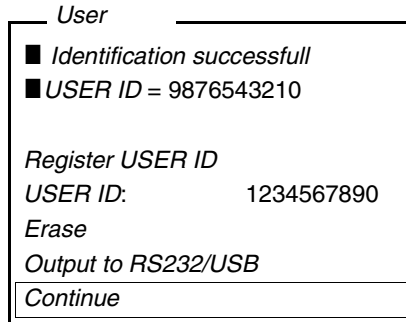 User
Identification successfull
USER ID = 9876543210
Register USER ID
USER ID: 1234567890
Erase
Output to RS232/USB
Continue